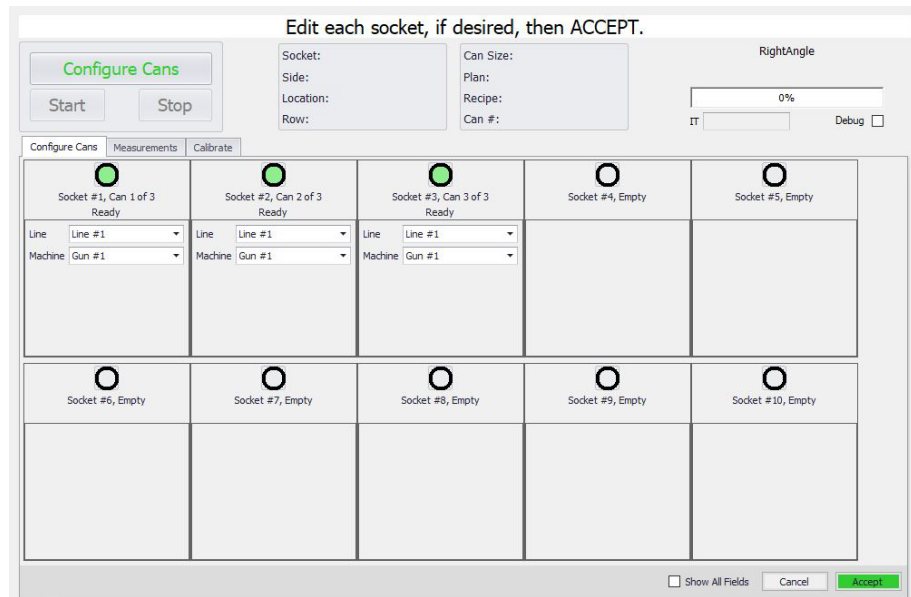 Edit each socket, if desired, then ACCEPT.
Configure Cans
Start Stop
Socket:
Side:
Location:
Row:
Can Size:
Plan:
Recipe:
Can #:
RightAngle
0%
IT Debug
Configure Cans Measurements Calibrate
Socket #1, Can 1 of 3
Ready
Line Line #1
Machine Gun #1
Socket #2, Can 2 of 3
Ready
Line Line #1
Machine Gun #1
Socket #3, Can 3 of 3
Ready
Line Line #1
Machine Gun #1
Socket #4, Empty
Socket #5, Empty
Socket #6, Empty
Socket #7, Empty
Socket #8, Empty
Socket #9, Empty
Socket #10, Empty
Show All Fields Cancel Accept